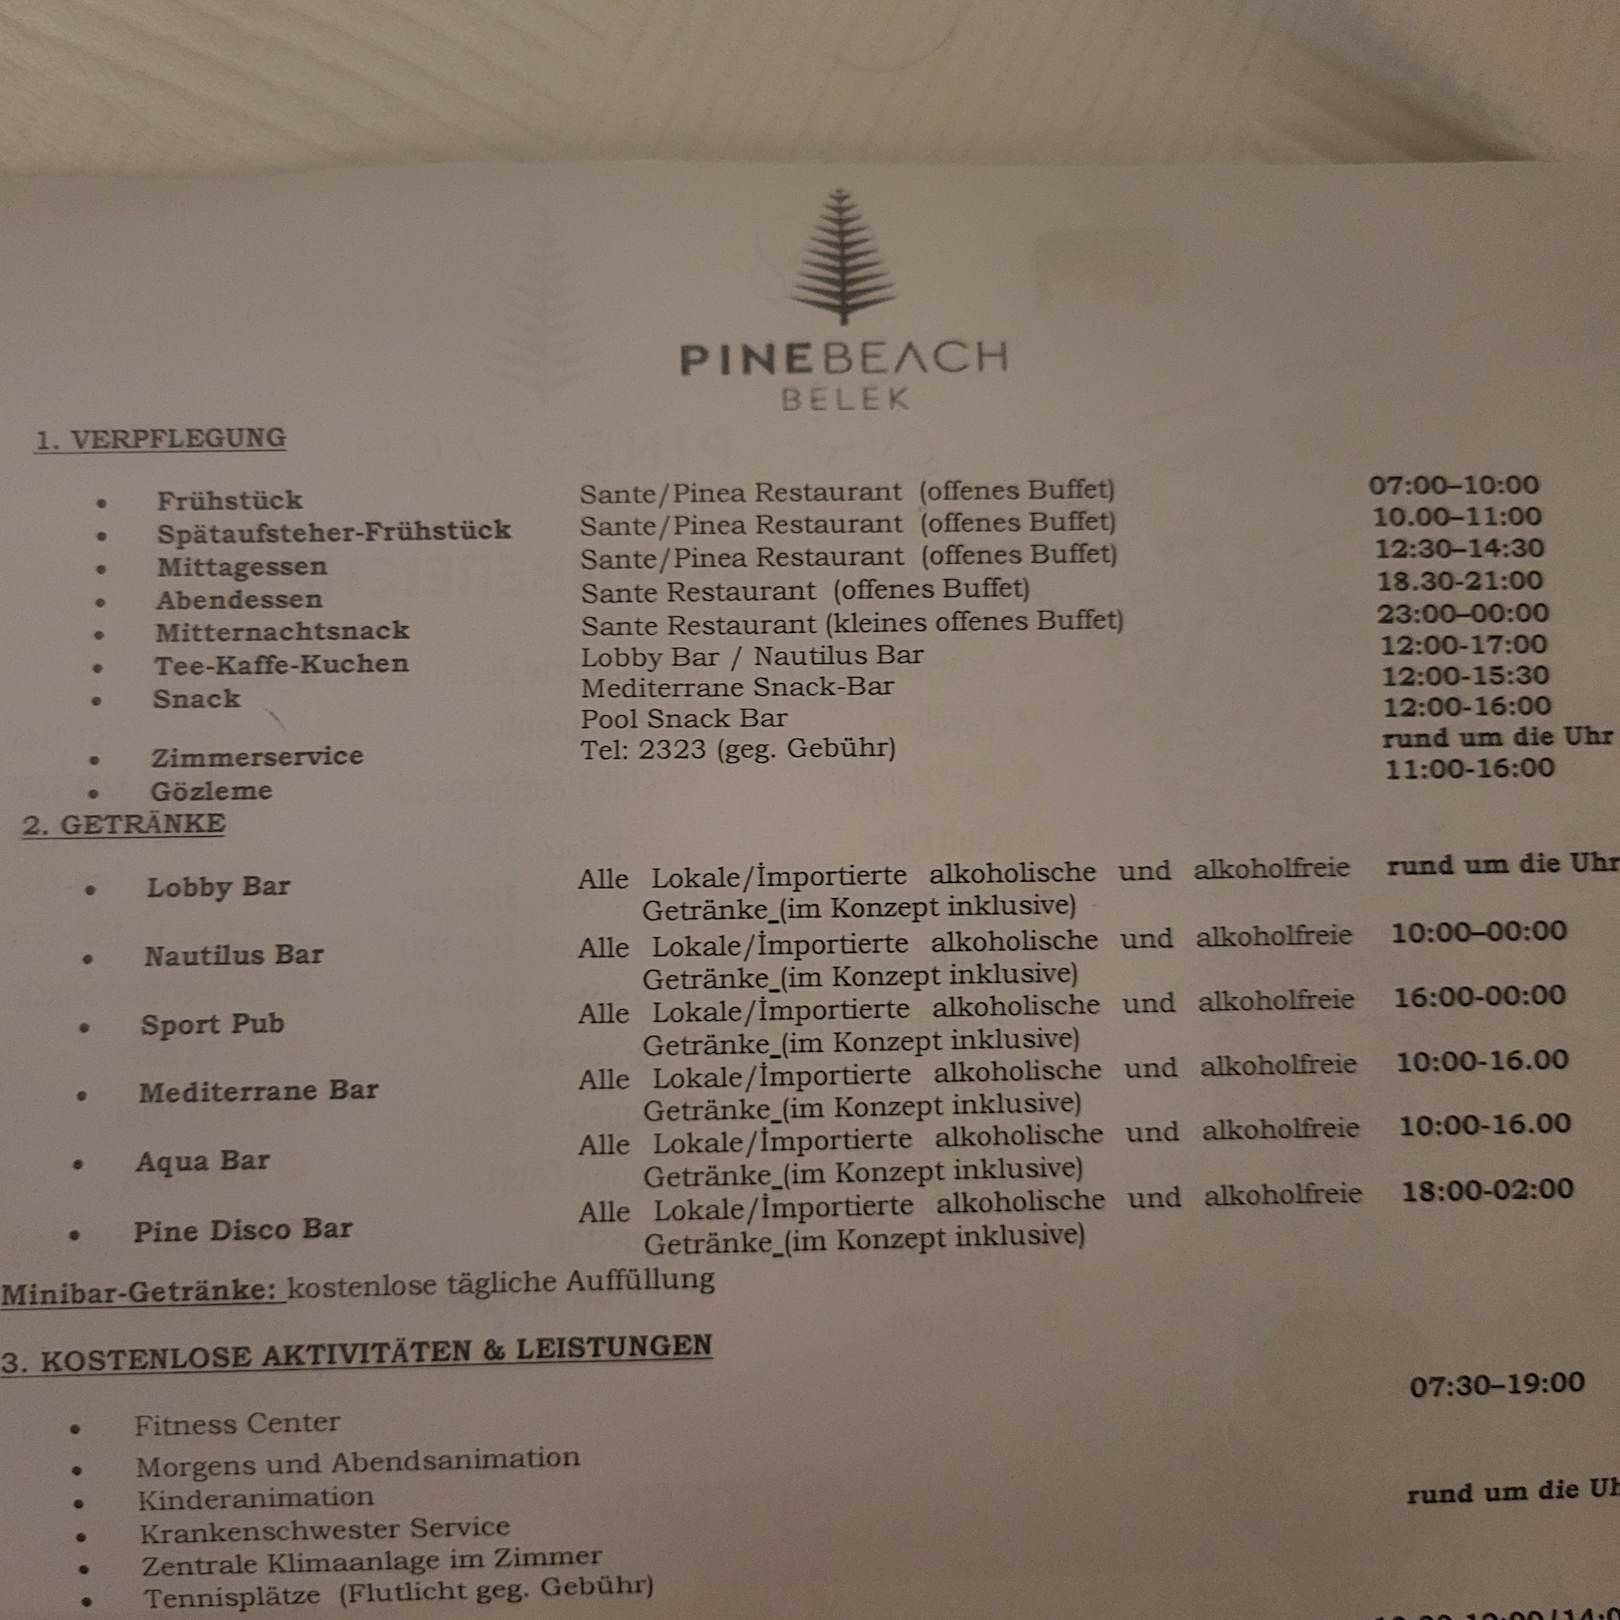 PINEBEACH
BELEK
1. VERPFLEGUNG
• Frühstück Sante/Pinea Restaurant (offenes Buffet) 07:00–10:00
• Spätaufsteher-Frühstück Sante/Pinea Restaurant (offenes Buffet) 10.00–11:00
• Mittagessen Sante/Pinea Restaurant (offenes Buffet) 12:30–14:30
• Abendessen Sante Restaurant (offenes Buffet) 18.30-21:00
• Mitternachtsnack Sante Restaurant (kleines offenes Buffet) 23:00–00:00
• Tee-Kaffe-Kuchen Lobby Bar / Nautilus Bar 12:00-17:00
• Snack Mediterrane Snack-Bar 12:00-15:30
Pool Snack Bar 12:00-16:00
• Zimmerservice Tel: 2323 (geg. Gebühr) rund um die Uhr
• Gözleme 11:00-16:00
2. GETRÄNKE
• Lobby Bar Alle Lokale/İmportierte alkoholische und alkoholfreie rund um die Uhr
Getränke_(im Konzept inklusive)
• Nautilus Bar Alle Lokale/İmportierte alkoholische und alkoholfreie 10:00–00:00
Getränke_(im Konzept inklusive)
• Sport Pub Alle Lokale/İmportierte alkoholische und alkoholfreie 16:00-00:00
Getränke_(im Konzept inklusive)
• Mediterrane Bar Alle Lokale/İmportierte alkoholische und alkoholfreie 10:00-16.00
Getränke_(im Konzept inklusive)
• Aqua Bar Alle Lokale/İmportierte alkoholische und alkoholfreie 10:00-16.00
Getränke_(im Konzept inklusive)
• Pine Disco Bar Alle Lokale/İmportierte alkoholische und alkoholfreie 18:00-02:00
Getränke_(im Konzept inklusive)
Minibar-Getränke: kostenlose tägliche Auffüllung
3. KOSTENLOSE AKTIVITÄTEN & LEISTUNGEN
• Fitness Center 07:30–19:00
• Morgens und Abendsanimation
• Kinderanimation
• Krankenschwester Service rund um die Uh
• Zentrale Klimaanlage im Zimmer
• Tennisplätze (Flutlicht geg. Gebühr)